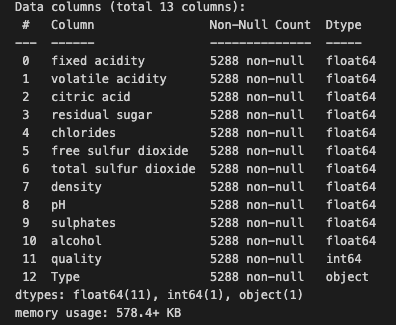 Data columns (total 13 columns):
 #   Column                Non-Null Count  Dtype
---  ------                --------------  -----
 0   fixed acidity         5288 non-null   float64
 1   volatile acidity      5288 non-null   float64
 2   citric acid           5288 non-null   float64
 3   residual sugar        5288 non-null   float64
 4   chlorides             5288 non-null   float64
 5   free sulfur dioxide   5288 non-null   float64
 6   total sulfur dioxide  5288 non-null   float64
 7   density               5288 non-null   float64
 8   pH                    5288 non-null   float64
 9   sulphates             5288 non-null   float64
 10  alcohol               5288 non-null   float64
 11  quality               5288 non-null   int64
 12  Type                  5288 non-null   object
dtypes: float64(11), int64(1), object(1)
memory usage: 578.4+ KB